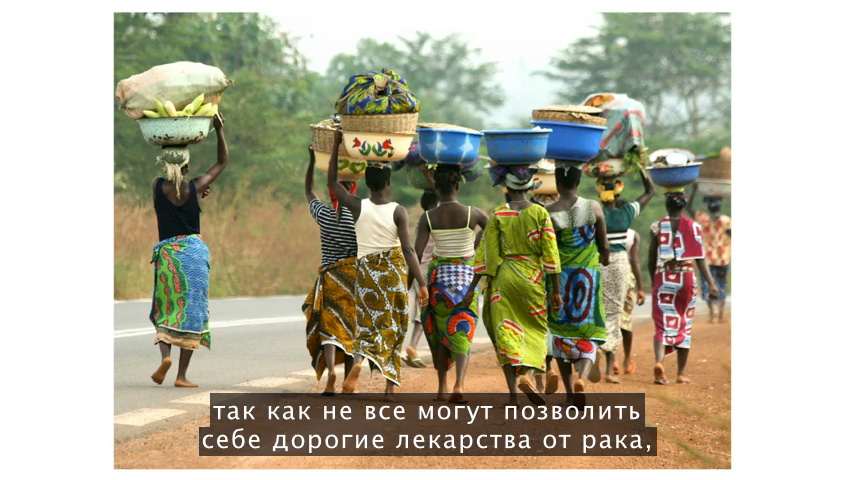 так как не все могут позволить
себе дорогие лекарства от рака,